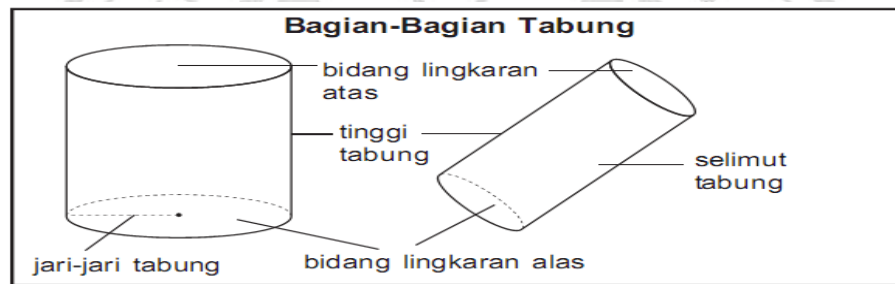 Bagian-Bagian Tabung
bidang lingkaran
atas
tinggi
tabung
selimut
tabung
jari-jari tabung
bidang lingkaran alas